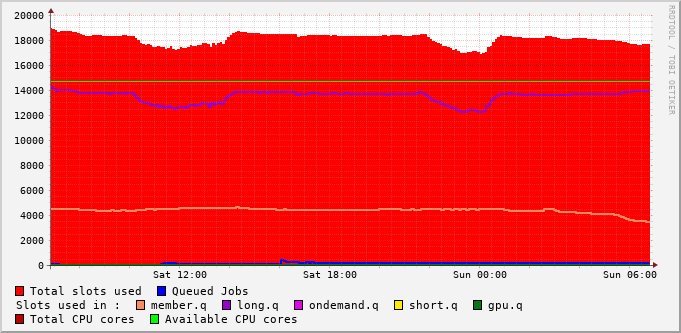 20000
18000
16000
14000
12000
10000
8000
6000
4000
2000
0
Sat 12:00 Sat 18:00 Sun 00:00 Sun 06:00
RRDTOOL / TOBI OETIKER
Total slots used Queued Jobs
Slots used in : member.q long.q ondemand.q short.q gpu.q
Total CPU cores Available CPU cores